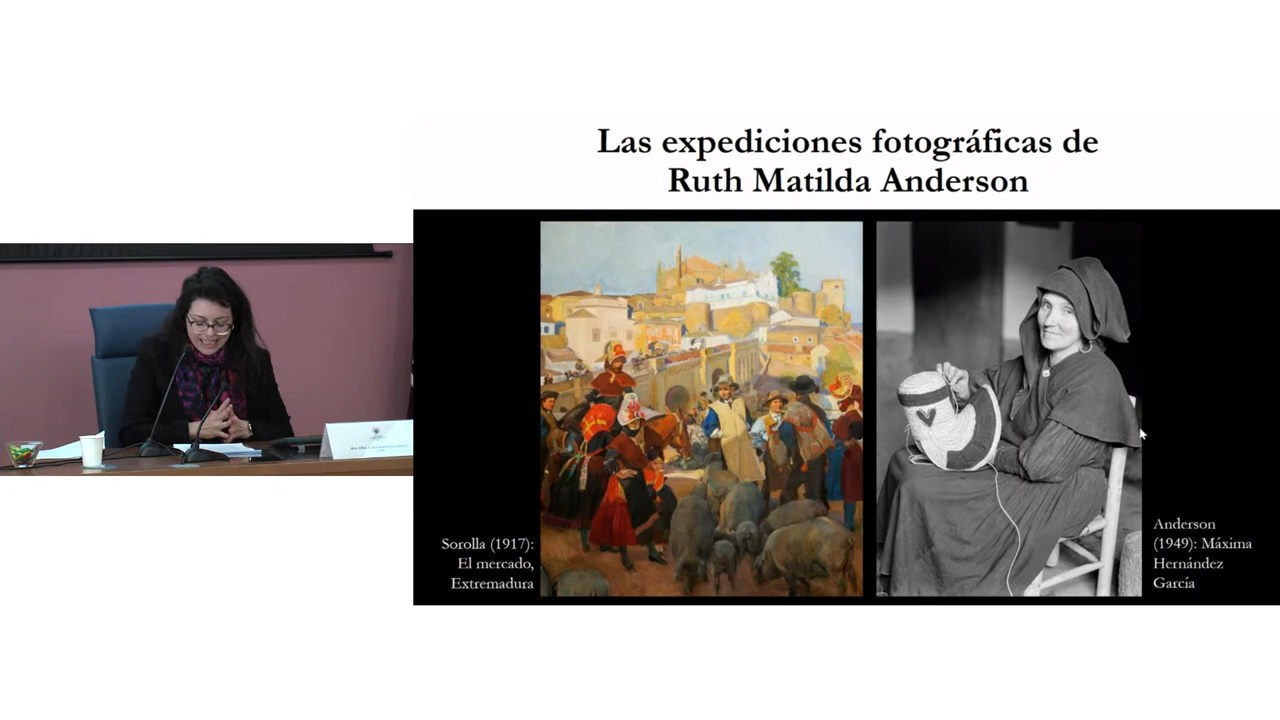 Las expediciones fotográficas de
Ruth Matilda Anderson
Sorolla (1917):
El mercado,
Extremadura
Anderson
(1949): Máxima
Hernández
García